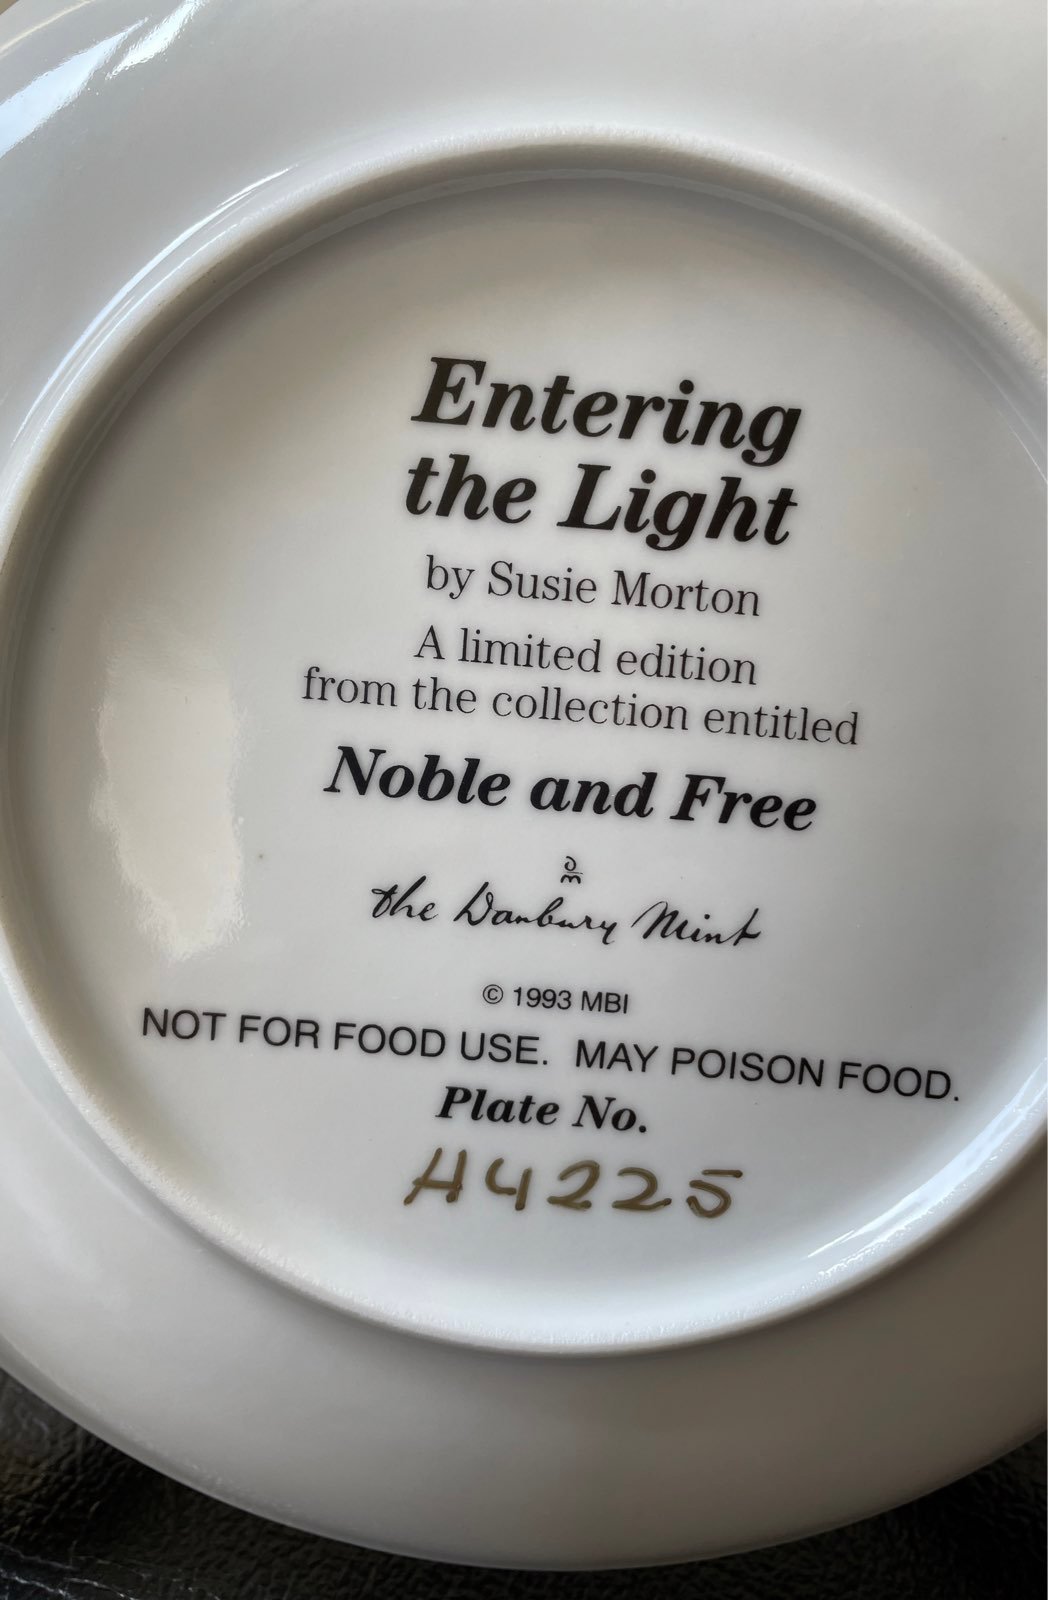 Entering
the Light
by Susie Morton
A limited edition
from the collection entitled
Noble and Free
DM
the Danbury Mint
© 1993 MBI
NOT FOR FOOD USE. MAY POISON FOOD.
Plate No.
H4225